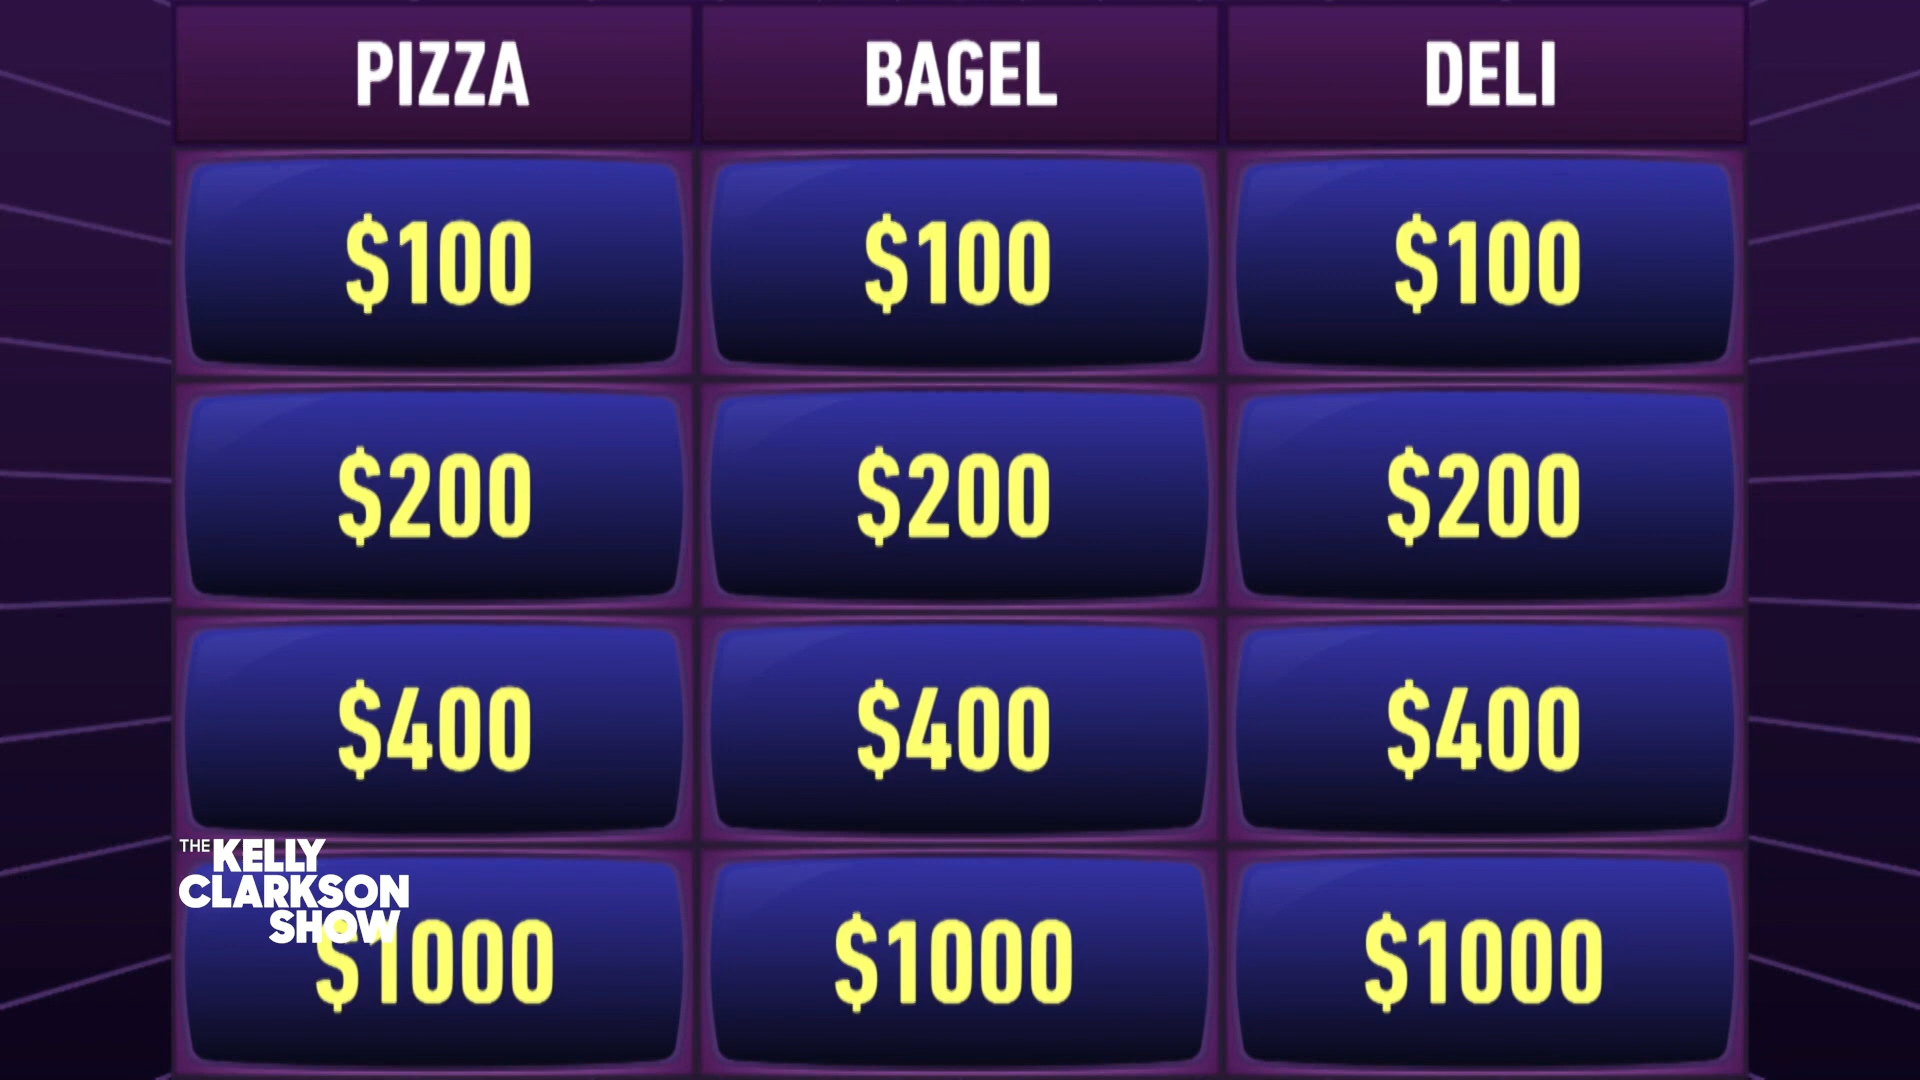 PIZZA BAGEL DELI
$100 $100 $100
$200 $200 $200
$400 $400 $400
THE KELLY
CLARKSON
SHOW
$1000 $1000 $1000